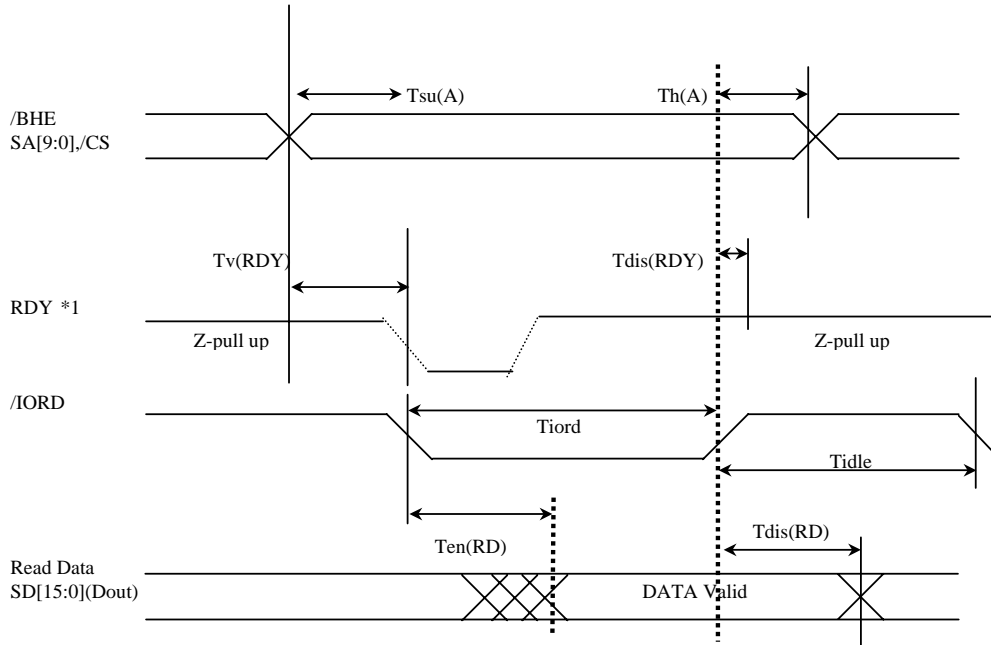 Tsu(A)
Th(A)
/BHE
SA[9:0],/CS
Tv(RDY)
Tdis(RDY)
RDY *1
Z-pull up
Z-pull up
/IORD
Tiord
Tidle
Ten(RD)
Tdis(RD)
Read Data
SD[15:0](Dout)
DATA Valid